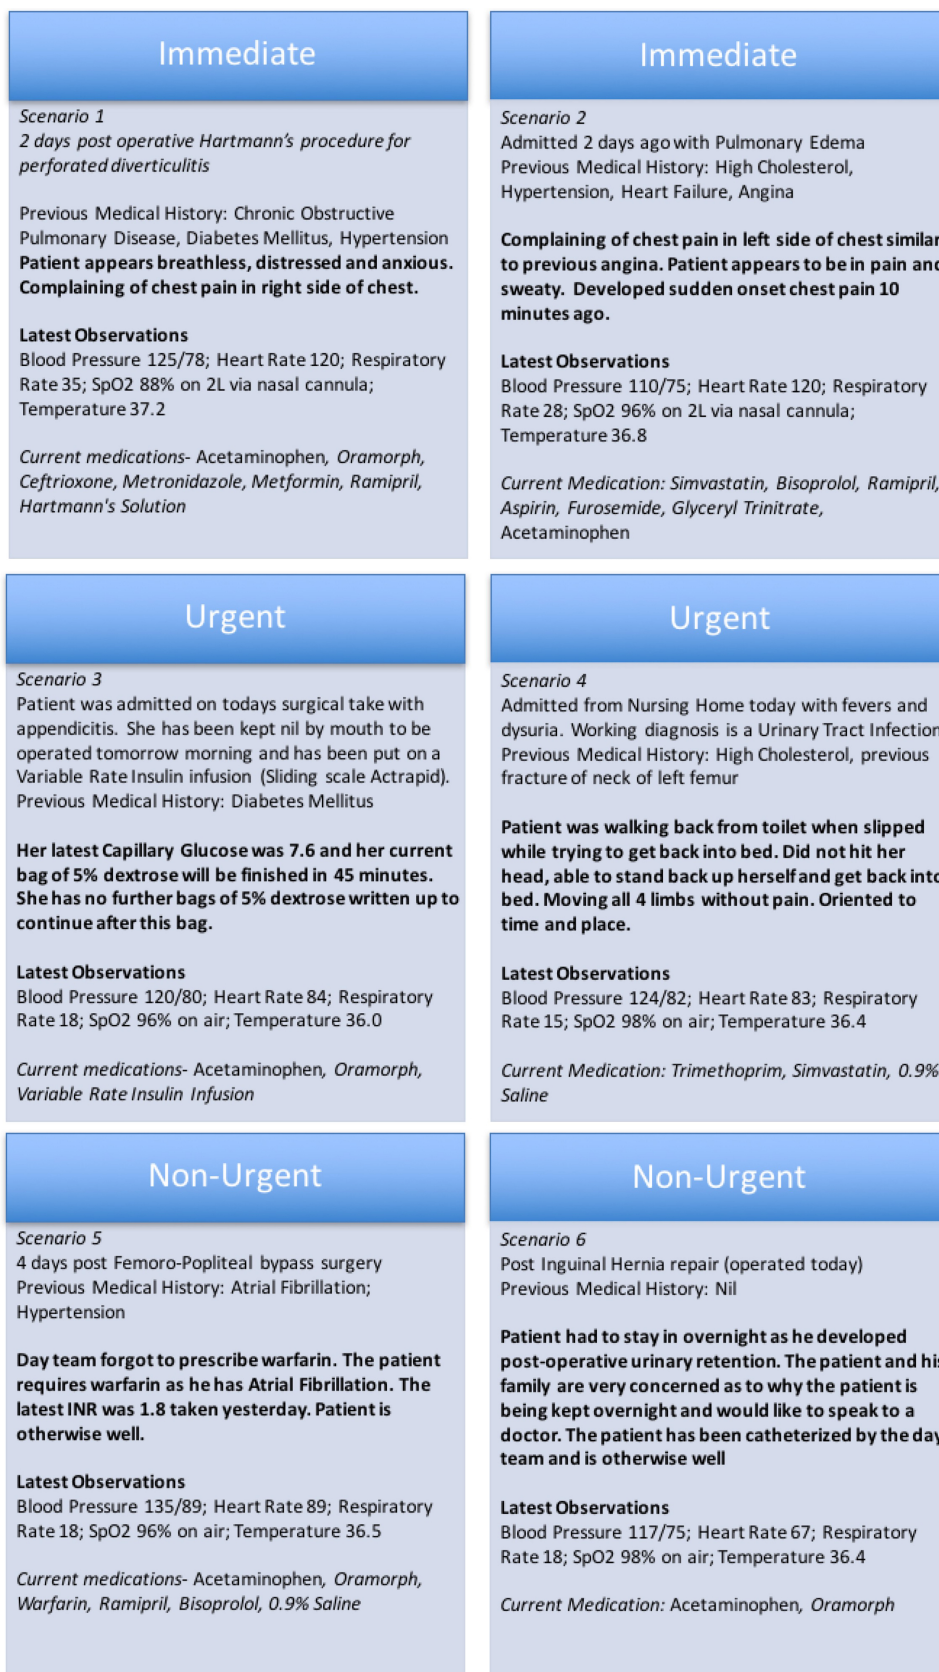 Immediate
Scenario 1
2 days post operative Hartmann's procedure for
perforated diverticulitis
Previous Medical History: Chronic Obstructive
Pulmonary Disease, Diabetes Mellitus, Hypertension
Patient appears breathless, distressed and anxious.
Complaining of chest pain in right side of chest.
Latest Observations
Blood Pressure 125/78; Heart Rate 120; Respiratory
Rate 35; SpO2 88% on 2L via nasal cannula;
Temperature 37.2
Current medications- Acetaminophen, Oramorph,
Ceftrioxone, Metronidazole, Metformin, Ramipril,
Hartmann's Solution
Immediate
Scenario 2
Admitted 2 days ago with Pulmonary Edema
Previous Medical History: High Cholesterol,
Hypertension, Heart Failure, Angina
Complaining of chest pain in left side of chest similar
to previous angina. Patient appears to be in pain and
sweaty. Developed sudden onset chest pain 10
minutes ago.
Latest Observations
Blood Pressure 110/75; Heart Rate 120; Respiratory
Rate 28; SpO2 96% on 2L via nasal cannula;
Temperature 36.8
Current Medication: Simvastatin, Bisoprolol, Ramipril,
Aspirin, Furosemide, Glyceryl Trinitrate,
Acetaminophen
Urgent
Scenario 3
Patient was admitted on todays surgical take with
appendicitis. She has been kept nil by mouth to be
operated tomorrow morning and has been put on a
Variable Rate Insulin infusion (Sliding scale Actrapid).
Previous Medical History: Diabetes Mellitus
Her latest Capillary Glucose was 7.6 and her current
bag of 5% dextrose will be finished in 45 minutes.
She has no further bags of 5% dextrose written up to
continue after this bag.
Latest Observations
Blood Pressure 120/80; Heart Rate 84; Respiratory
Rate 18; SpO2 96% on air; Temperature 36.0
Current medications- Acetaminophen, Oramorph,
Variable Rate Insulin Infusion
Urgent
Scenario 4
Admitted from Nursing Home today with fevers and
dysuria. Working diagnosis is a Urinary Tract Infection
Previous Medical History: High Cholesterol, previous
fracture of neck of left femur
Patient was walking back from toilet when slipped
while trying to get back into bed. Did not hit her
head, able to stand back up herself and get back into
bed. Moving all 4 limbs without pain. Oriented to
time and place.
Latest Observations
Blood Pressure 124/82; Heart Rate 83; Respiratory
Rate 15; SpO2 98% on air; Temperature 36.4
Current Medication: Trimethoprim, Simvastatin, 0.9%
Saline
Non-Urgent
Scenario 5
4 days post Femoro-Popliteal bypass surgery
Previous Medical History: Atrial Fibrillation;
Hypertension
Day team forgot to prescribe warfarin. The patient
requires warfarin as he has Atrial Fibrillation. The
latest INR was 1.8 taken yesterday. Patient is
otherwise well.
Latest Observations
Blood Pressure 135/89; Heart Rate 89; Respiratory
Rate 18; SpO2 96% on air; Temperature 36.5
Current medications- Acetaminophen, Oramorph,
Warfarin, Ramipril, Bisoprolol, 0.9% Saline
Non-Urgent
Scenario 6
Post Inguinal Hernia repair (operated today)
Previous Medical History: Nil
Patient had to stay in overnight as he developed
post-operative urinary retention. The patient and his
family are very concerned as to why the patient is
being kept overnight and would like to speak to a
doctor. The patient has been catheterized by the day
team and is otherwise well
Latest Observations
Blood Pressure 117/75; Heart Rate 67; Respiratory
Rate 18; SpO2 98% on air; Temperature 36.4
Current Medication: Acetaminophen, Oramorph